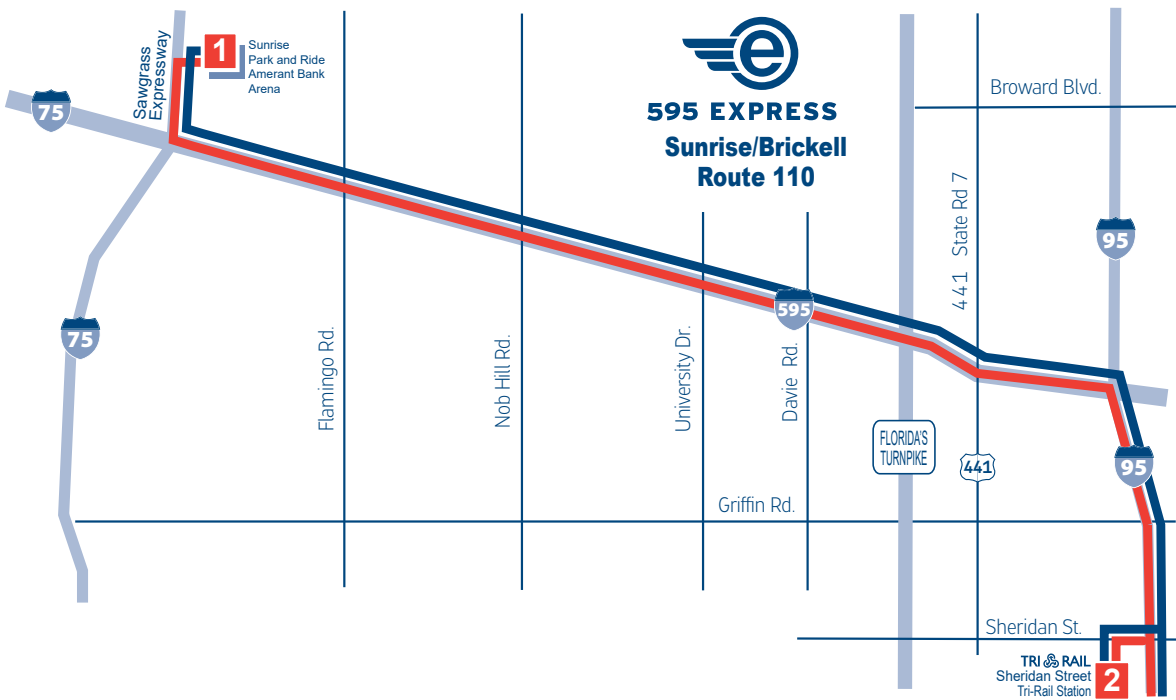 Sawgrass
Expressway
1
Sunrise
Park and Ride
Amerant Bank
Arena
75
e
595 EXPRESS
Sunrise/Brickell
Route 110
Broward Blvd.
441 State Rd 7
95
75
595
Flamingo Rd.
Nob Hill Rd.
University Dr.
Davie Rd.
FLORIDA'S
TURNPIKE
441
95
Griffin Rd.
Sheridan St.
TRI RAIL
Sheridan Street
Tri-Rail Station
2